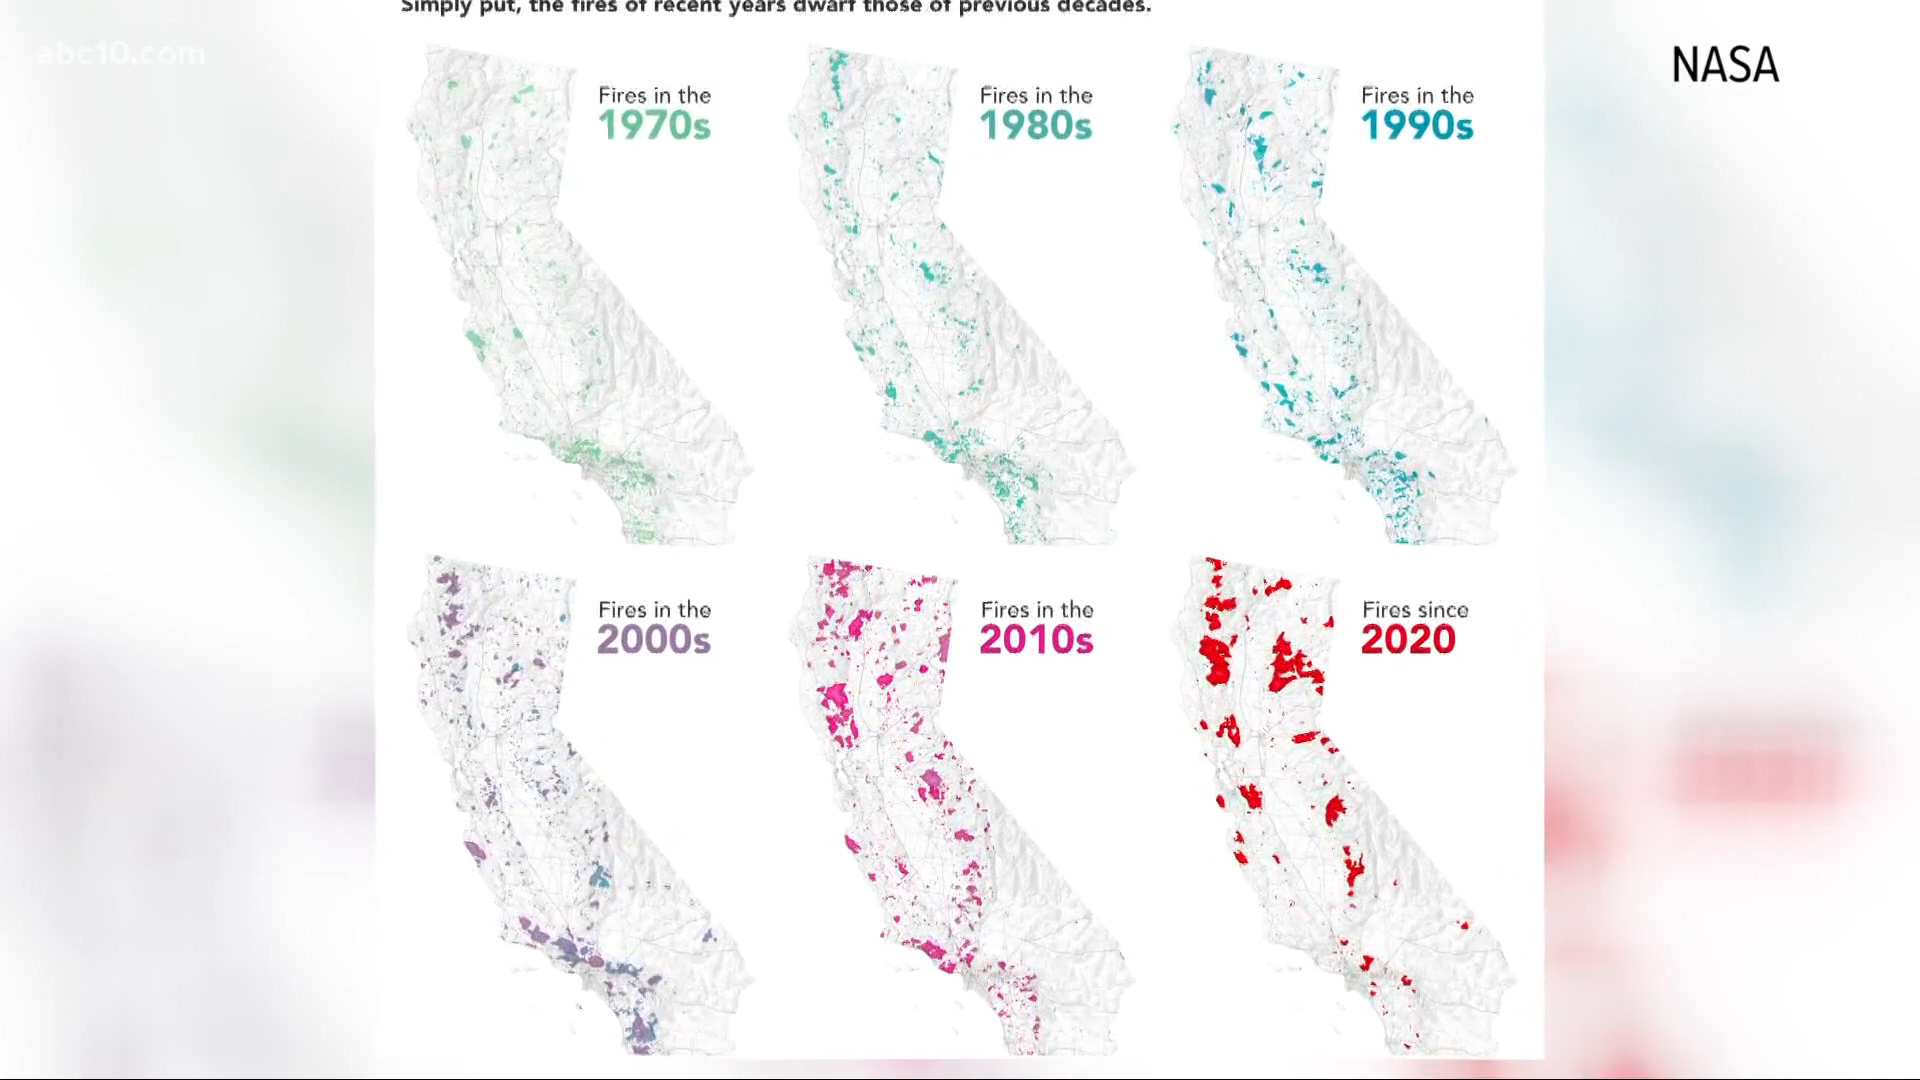 Simply put, the fires of recent years dwarf those of previous decades.
abc10.com
NASA
Fires in the
1970s
Fires in the
1980s
Fires in the
1990s
Fires in the
2000s
Fires in the
2010s
Fires since
2020